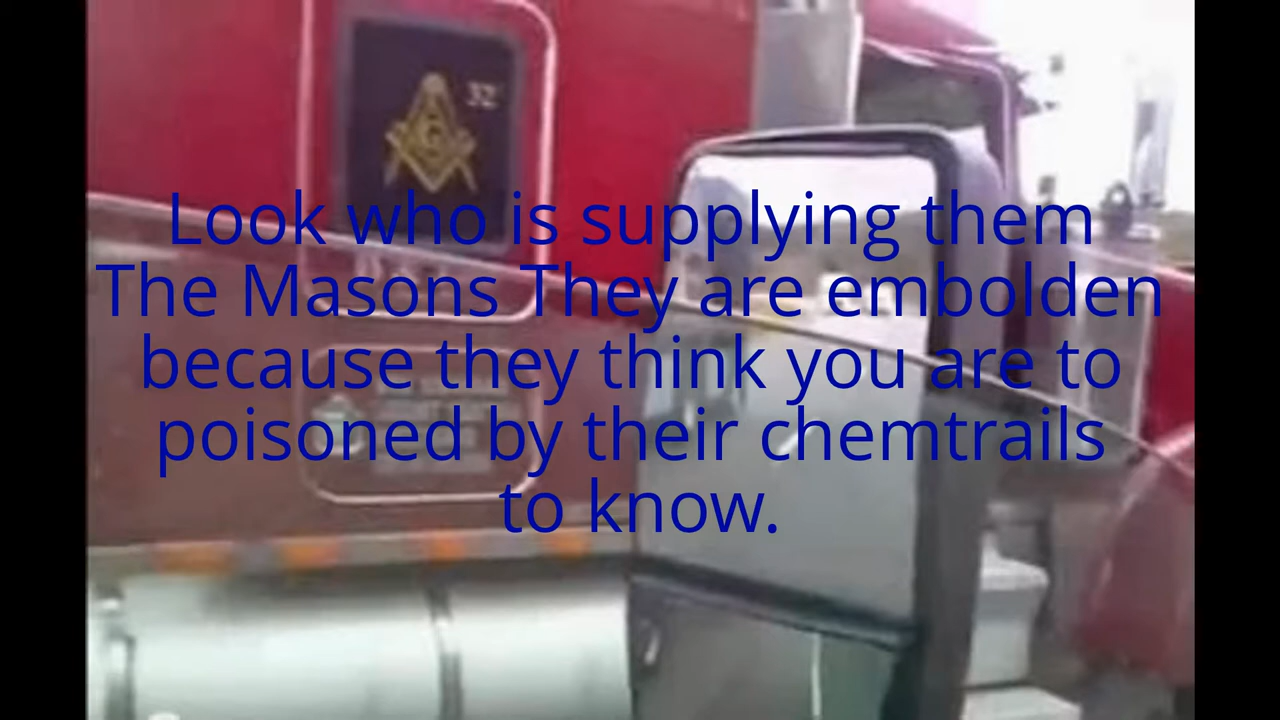 32°
G
Look who is supplying them
The Masons They are embolden
because they think you are to
poisoned by their chemtrails
to know.